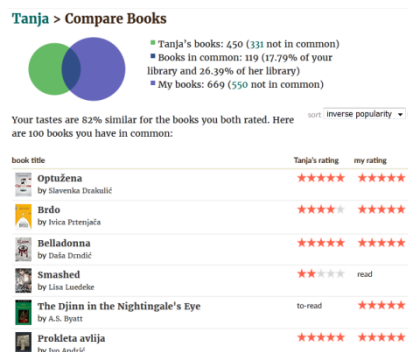 Tanja > Compare Books
Tanja's books: 450 (331 not in common)
Books in common: 119 (17.79% of your
library and 26.39% of her library)
My books: 669 (550 not in common)
Your tastes are 82% similar for the books you both rated. Here
are 100 books you have in common:
sort inverse popularity
book title Tanja's rating my rating
Optužena
by Slavenka Drakulić
Brdo
by Ivica Prtenjača
Belladonna
by Daša Drndić
Smashed
by Lisa Luedeke
read
The Djinn in the Nightingale's Eye
by A.S. Byatt
to-read
Prokleta avlija
by Ivo Andrić